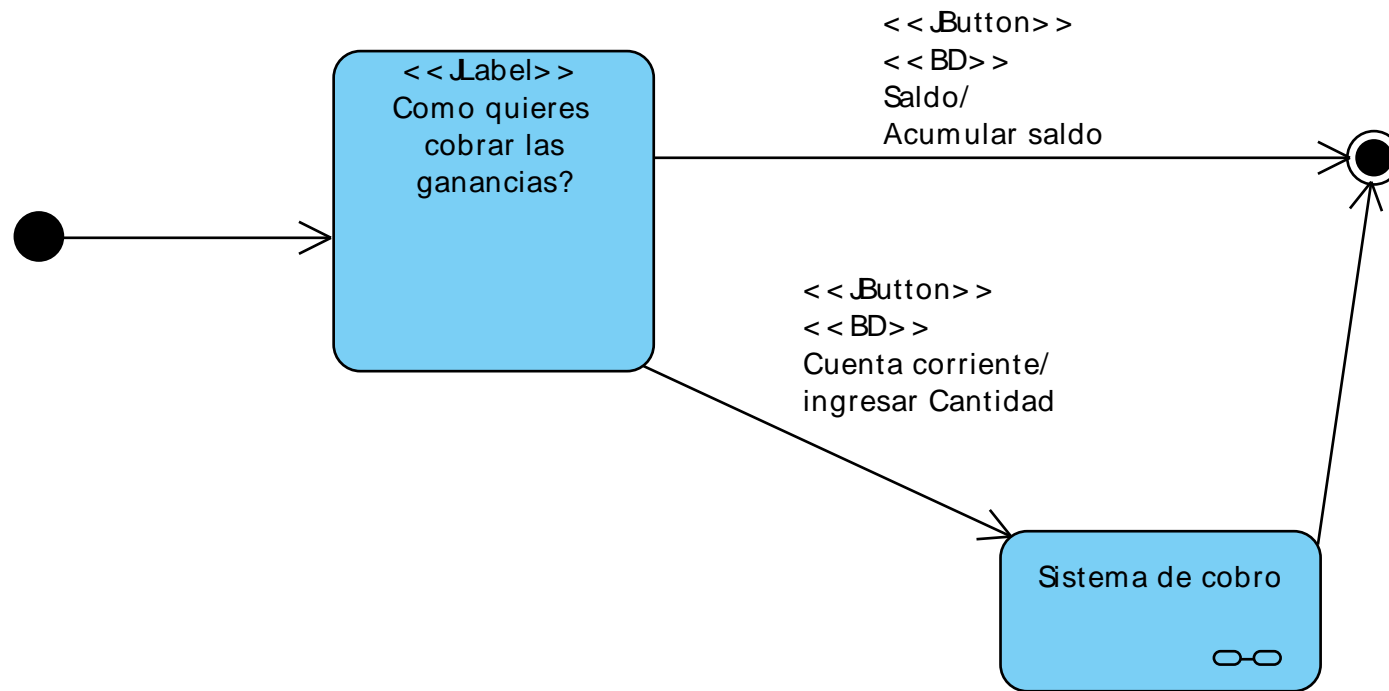 <<JLabel>>
Como quieres
cobrar las
ganancias?
<<JButton>>
<<BD>>
Saldo/
Acumular saldo
<<JButton>>
<<BD>>
Cuenta corriente/
ingresar Cantidad
Sistema de cobro